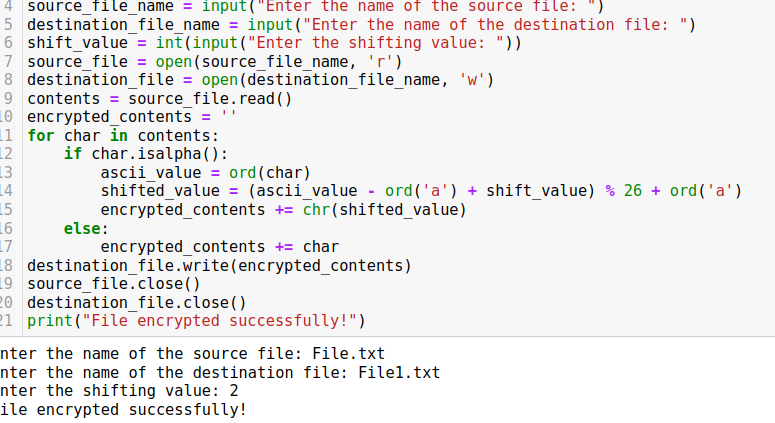 4 source_file_name = input("Enter the name of the source file: ")
5 destination_file_name = input("Enter the name of the destination file: ")
6 shift_value = int(input("Enter the shifting value: "))
7 source_file = open(source_file_name, 'r')
8 destination_file = open(destination_file_name, 'w')
9 contents = source_file.read()
10 encrypted_contents = ''
11 for char in contents:
12     if char.isalpha():
13         ascii_value = ord(char)
14         shifted_value = (ascii_value - ord('a') + shift_value) % 26 + ord('a')
15         encrypted_contents += chr(shifted_value)
16     else:
17         encrypted_contents += char
18 destination_file.write(encrypted_contents)
19 source_file.close()
20 destination_file.close()
21 print("File encrypted successfully!")
nter the name of the source file: File.txt
nter the name of the destination file: File1.txt
nter the shifting value: 2
ile encrypted successfully!